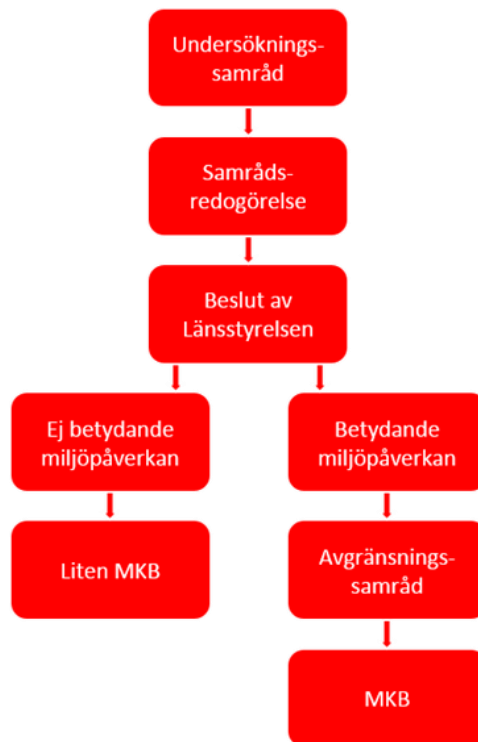 Undersöknings-
samråd
Samråds-
redogörelse
Beslut av
Länsstyrelsen
Ej betydande
miljöpåverkan
Betydande
miljöpåverkan
Liten MKB
Avgränsnings-
samråd
MKB